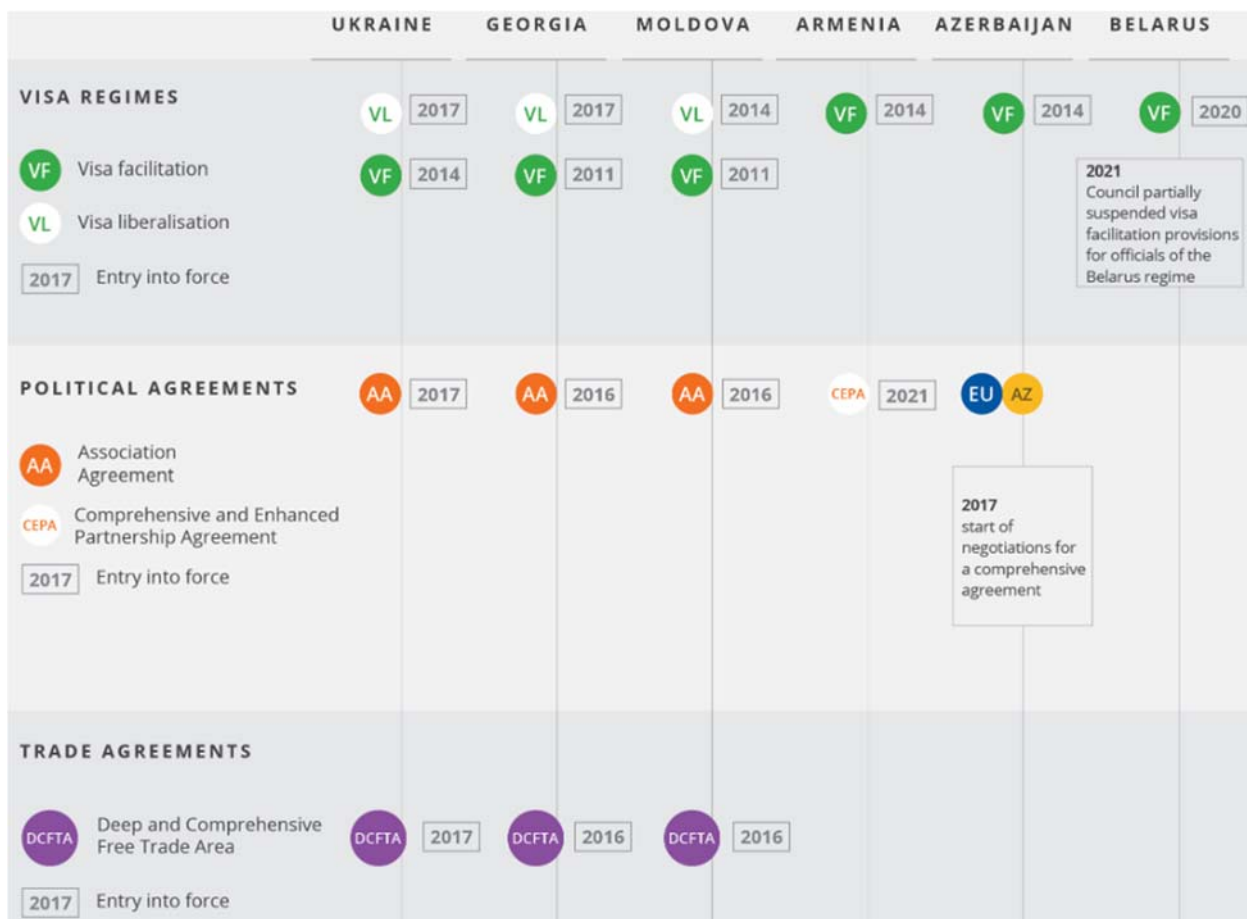 UKRAINE GEORGIA MOLDOVA ARMENIA AZERBAIJAN BELARUS
VISA REGIMES
VL 2017 VL 2017 VL 2014 VF 2014 VF 2014 VF 2020
VF Visa facilitation
VF 2014 VF 2011 VF 2011
2021
Council partially
suspended visa
facilitation provisions
for officials of the
Belarus regime
VL Visa liberalisation
2017 Entry into force
POLITICAL AGREEMENTS
AA 2017 AA 2016 AA 2016 CEPA 2021 EU AZ
AA Association
Agreement
CEPA Comprehensive and Enhanced
Partnership Agreement
2017 Entry into force
2017
start of
negotiations for
a comprehensive
agreement
TRADE AGREEMENTS
DCFTA Deep and Comprehensive
Free Trade Area
DCFTA 2017 DCFTA 2016 DCFTA 2016
2017 Entry into force